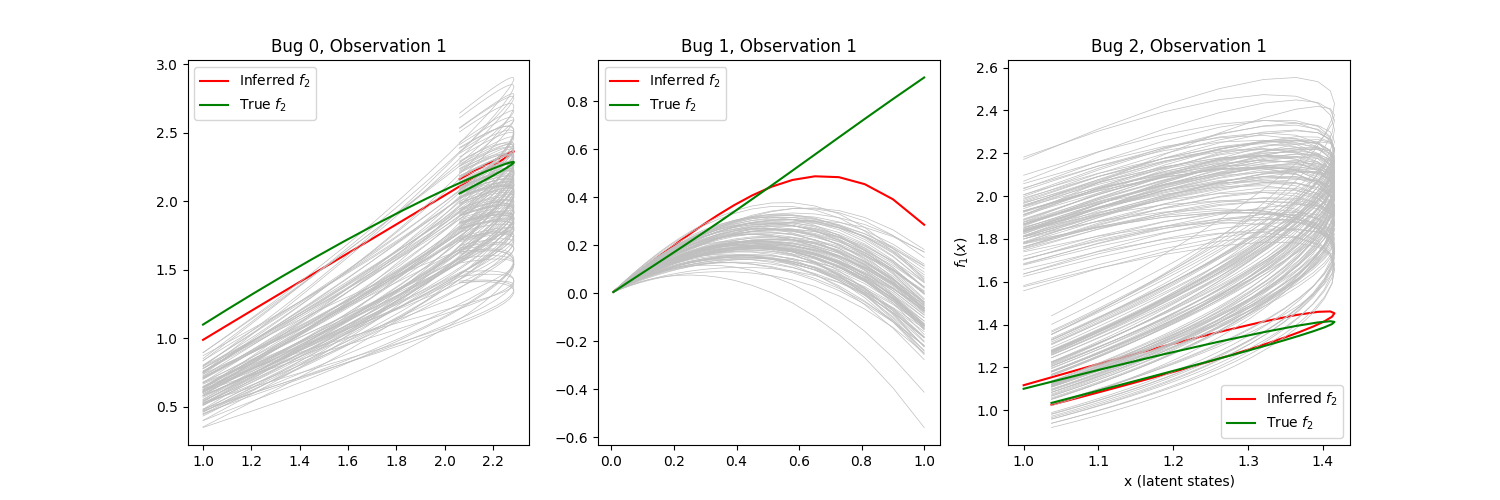 Bug 0, Observation 1
Inferred f₂
True f₂
3.0
2.5
2.0
1.5
1.0
0.5
1.0 1.2 1.4 1.6 1.8 2.0 2.2
Bug 1, Observation 1
Inferred f₂
True f₂
0.8
0.6
0.4
0.2
0.0
−0.2
−0.4
−0.6
0.0 0.2 0.4 0.6 0.8 1.0
Bug 2, Observation 1
f₁(x)
2.6
2.4
2.2
2.0
1.8
1.6
1.4
1.2
1.0
Inferred f₂
True f₂
1.0 1.1 1.2 1.3 1.4
x (latent states)